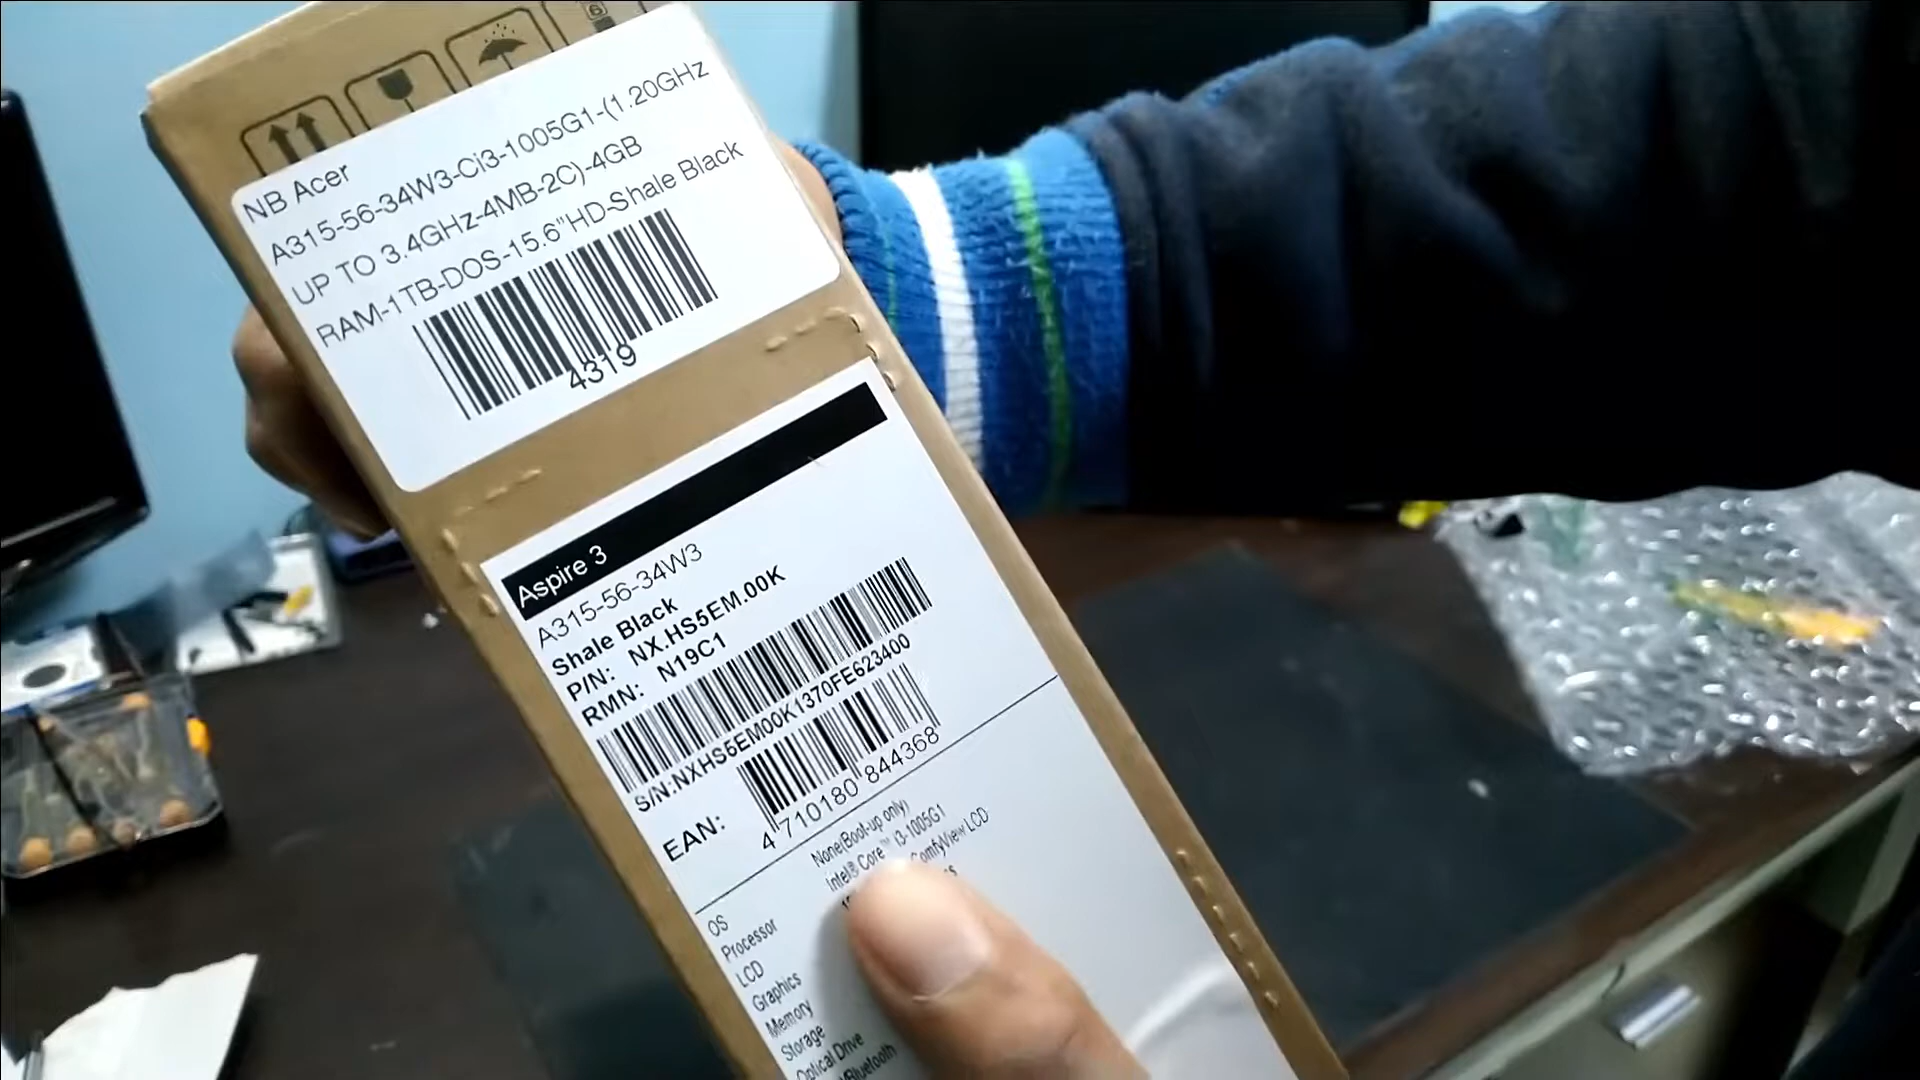 NB Acer
A315-56-34W3-Ci3-1005G1-(1.20GHz
UP TO 3.4GHz-4MB-2C)-4GB
RAM-1TB-DOS-15.6"HD-Shale Black
4319
Aspire 3
A315-56-34W3
Shale Black
P/N: NX.HS5EM.00K
RMN: N19C1
S/N:NXHS5EM00K1370FE623400
EAN: 4 710180 844368
OS None(Boot-up only)
Processor Intel® Core™ i3-1005G1
LCD ComfyView LCD
Graphics
Memory
Storage
Optical Drive
/Bluetooth